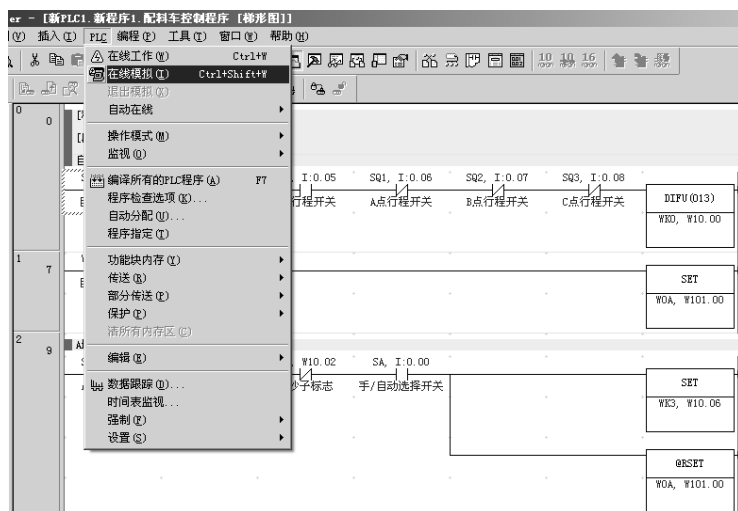 er - [新PLC1.新程序1.配料车控制程序 [梯形图]]
(V) 插入(I) PLC 编程(P) 工具(T) 窗口(W) 帮助(H)
10 10 16
在线工作(W) Ctrl+W
在线模拟(I) Ctrl+Shift+W
退出模拟(X)
自动在线
操作模式(M)
监视(O)
编译所有的PLC程序(A) F7
程序检查选项(K)...
自动分配(U)...
程序指定(T)
功能块内存(Y)
传送(R)
部分传送(P)
保护(P)
清所有内存区(C)
编辑(E)
数据跟踪(D)...
时间表监视...
强制(F)
设置(S)
0
0
I:0.05 SQ1, I:0.06 SQ2, I:0.07 SQ3, I:0.08
行程开关 A点行程开关 B点行程开关 C点行程开关
DIFU(013)
WK0, W10.00
1
7
SET
W0A, W101.00
2
9
W10.02 SA, I:0.00
沙子标志 手/自动选择开关
SET
WK3, W10.06
@RSET
W0A, W101.00